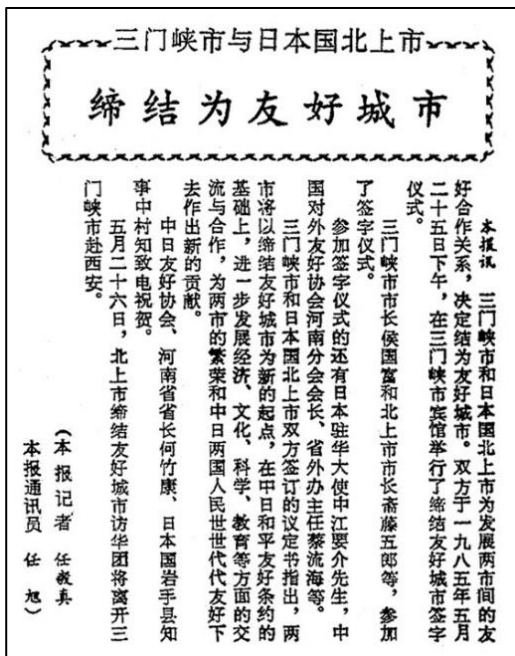 三门峡市与日本国北上市
缔结为友好城市
本报讯 三门峡市和日本国北上市为发展两市间的友
好合作关系，决定结为友好城市。双方于一九八五年五月
二十五日下午，在三门峡市宾馆举行了缔结友好城市签字
仪式。
三门峡市市长侯国富和北上市市长斋藤五郎等，参加
了签字仪式。
参加签字仪式的还有日本驻华大使中江要介先生，中
国对外友好协会河南分会会长、省外办主任蔡流海等。
三门峡市和日本国北上市双方签订的议定书指出，两
市将以缔结友好城市为新的起点，在中日和平友好条约的
基础上，进一步发展经济、文化、科学、教育等方面的交
流与合作，为两市的繁荣和中日两国人民世世代代友好下
去作出新的贡献。
中日友好协会、河南省省长何竹康、日本国岩手县知
事中村知致电祝贺。
五月二十六日，北上市缔结友好城市访华团将离开三
门峡市赴西安。
（本报记者 任毅真
本报通讯员 任旭）